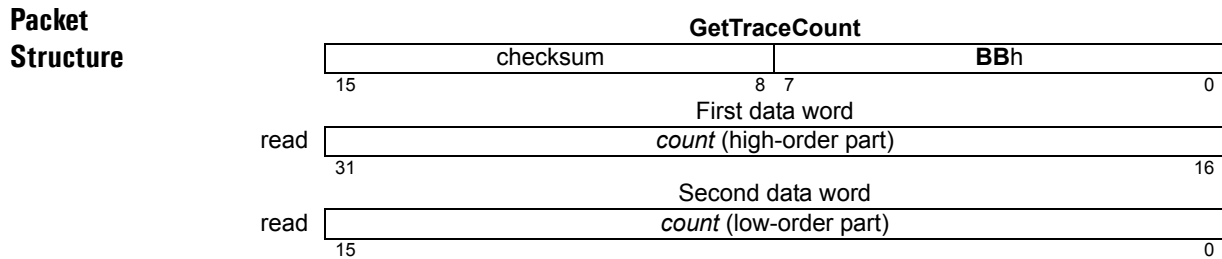 Packet
Structure
GetTraceCount
checksum BBh
15 8 7 0
First data word
read count (high-order part)
31 16
Second data word
read count (low-order part)
15 0